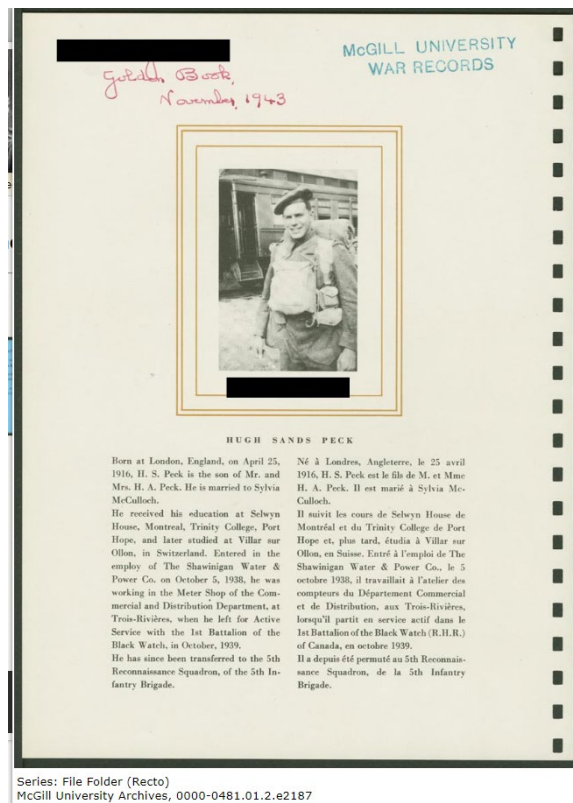 McGILL UNIVERSITY
WAR RECORDS
Golden Book,
November, 1943
HUGH SANDS PECK
Born at London, England, on April 25,
1916, H. S. Peck is the son of Mr. and
Mrs. H. A. Peck. He is married to Sylvia
McCulloch.
He received his education at Selwyn
House, Montreal, Trinity College, Port
Hope, and later studied at Villar sur
Ollon, in Switzerland. Entered in the
employ of The Shawinigan Water &
Power Co. on October 5, 1938, he was
working in the Meter Shop of the Com-
mercial and Distribution Department, at
Trois-Rivières, when he left for Active
Service with the 1st Battalion of the
Black Watch, in October, 1939.
He has since been transferred to the 5th
Reconnaissance Squadron, of the 5th In-
fantry Brigade.
Né à Londres, Angleterre, le 25 avril
1916, H. S. Peck est le fils de M. et Mme
H. A. Peck. Il est marié à Sylvia Mc-
Culloch.
Il suivit les cours de Selwyn House de
Montréal et du Trinity College de Port
Hope et, plus tard, étudia à Villar sur
Ollon, en Suisse. Entré à l'emploi de The
Shawinigan Water & Power Co., le 5
octobre 1938, il travaillait à l'atelier des
compteurs du Département Commercial
et de Distribution, aux Trois-Rivières,
lorsqu'il partit en service actif dans le
1st Battalion of the Black Watch (R.H.R.)
of Canada, en octobre 1939.
Il a depuis été permuté au 5th Reconnais-
sance Squadron, de la 5th Infantry
Brigade.
Series: File Folder (Recto)
McGill University Archives, 0000-0481.01.2.e2187